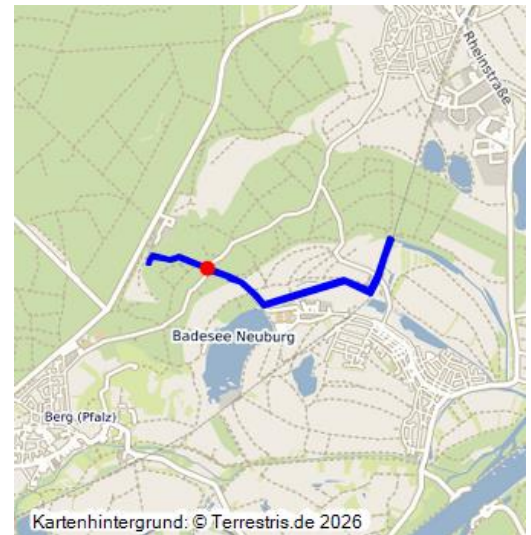 Rheinstraße
Badesee Neuburg
Berg (Pfalz)
Kartenhintergrund: © Terrestris.de 2026